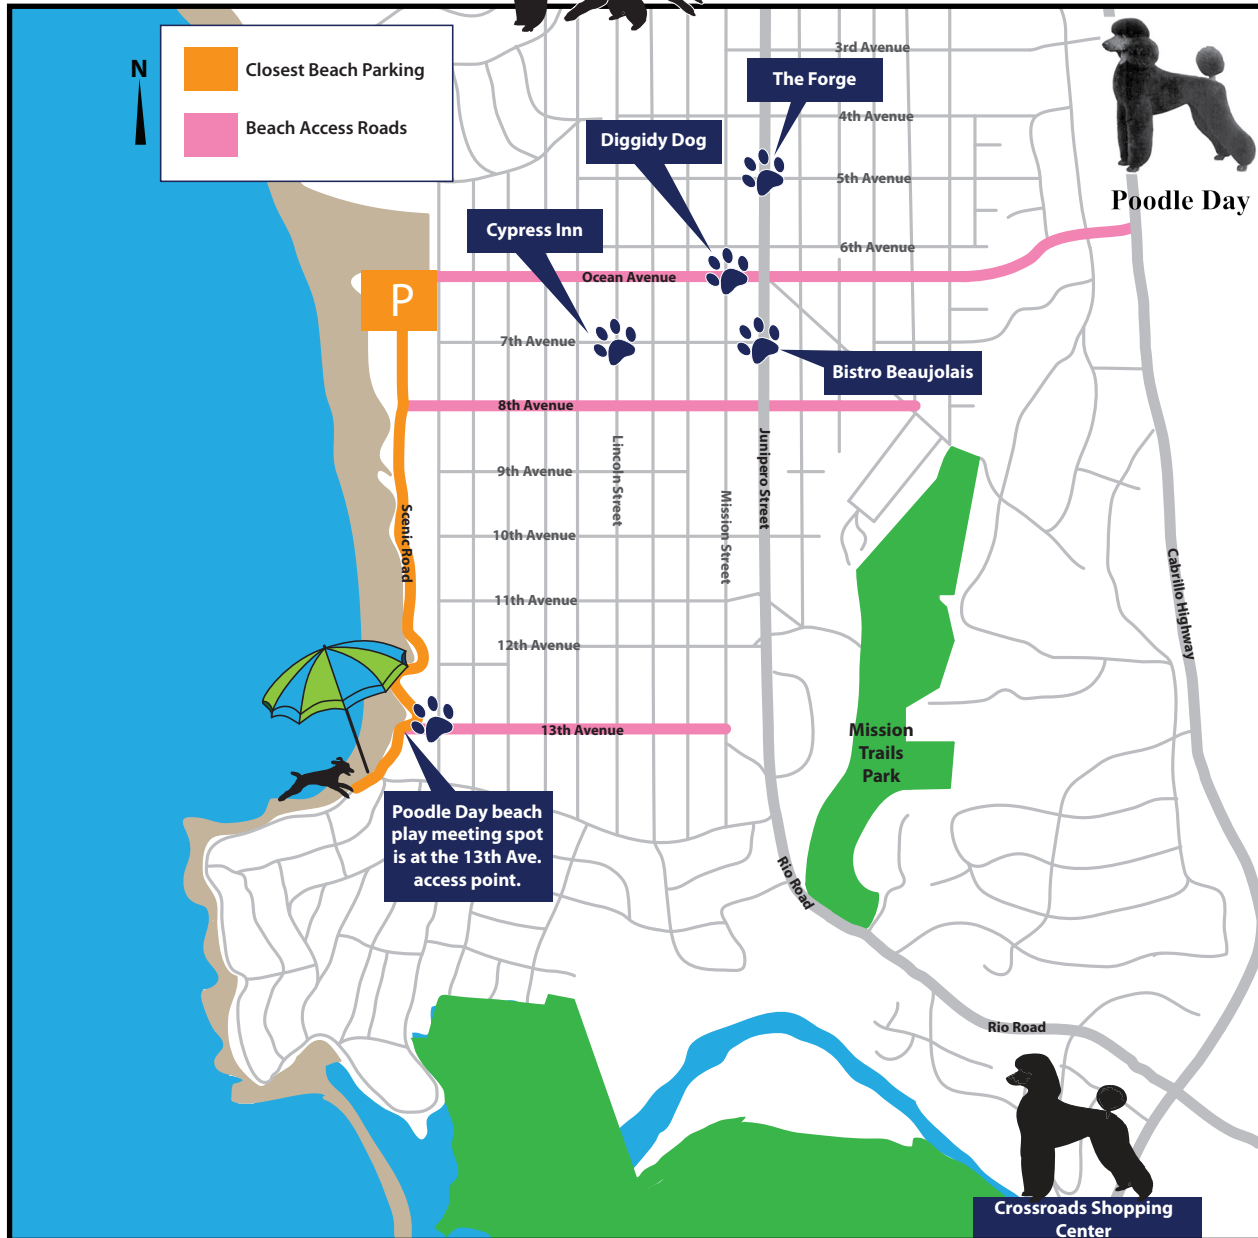 N
Closest Beach Parking
Beach Access Roads
3rd Avenue
The Forge
4th Avenue
Diggidy Dog
5th Avenue
Poodle Day
Cypress Inn
6th Avenue
Ocean Avenue
P
7th Avenue
Bistro Beaujolais
8th Avenue
Lincoln Street
Junipero Street
9th Avenue
Mission Street
Scenic Road
10th Avenue
Cabrillo Highway
11th Avenue
12th Avenue
13th Avenue
Mission
Trails
Park
Poodle Day beach
play meeting spot
is at the 13th Ave.
access point.
Rio Road
Rio Road
Crossroads Shopping
Center